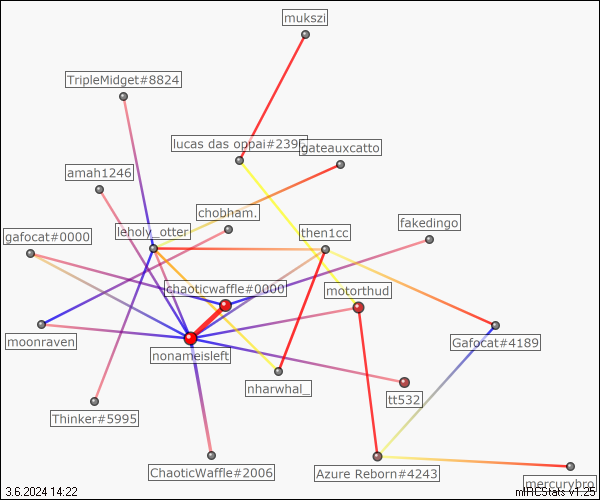 mukszi
TripleMidget#8824
lucas das oppai#239
gateauxcatto
amah1246
chobham.
fakedingo
gafocat#0000
leholy_otter
then1cc
chaoticwaffle#0000
motorthud
moonraven
nonameisleft
Gafocat#4189
nharwhal_
tt532
Thinker#5995
ChaoticWaffle#2006
Azure Reborn#4243
mercurybro
3.6.2024 14:22
mIRCStats v1.25